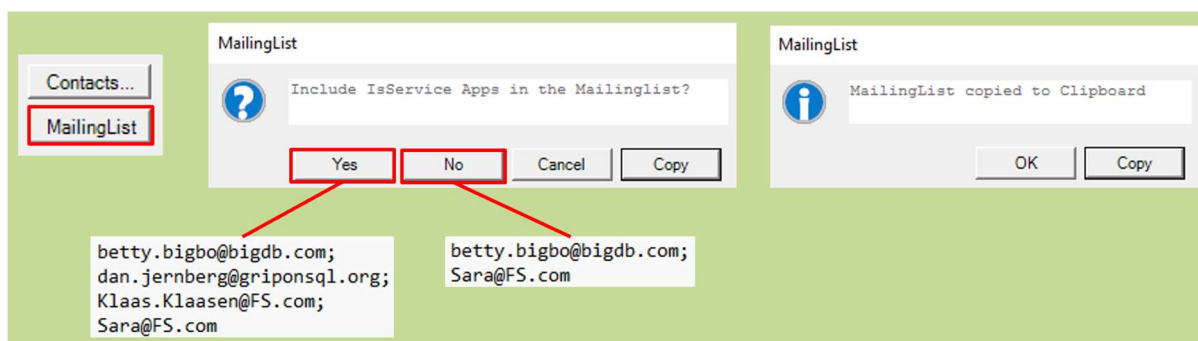 Contacts...
MailingList
MailingList
Include IsService Apps in the Mailinglist?
Yes No Cancel Copy
betty.bigbo@bigdb.com;
dan.jernberg@griponsql.org;
Klaas.Klaasen@FS.com;
Sara@FS.com
betty.bigbo@bigdb.com;
Sara@FS.com
MailingList
MailingList copied to Clipboard
OK Copy